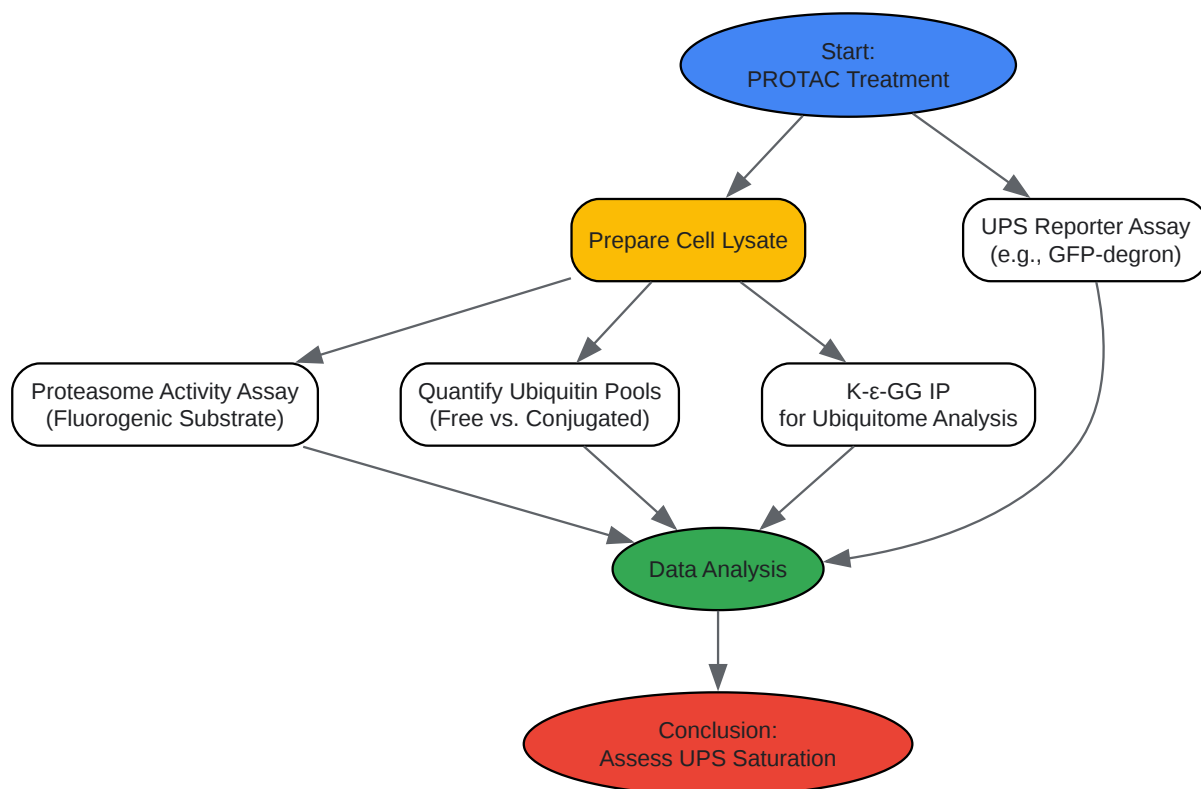 Start:
PROTAC Treatment
Prepare Cell Lysate
UPS Reporter Assay
(e.g., GFP-degron)
Proteasome Activity Assay
(Fluorogenic Substrate)
Quantify Ubiquitin Pools
(Free vs. Conjugated)
K-ε-GG IP
for Ubiquitome Analysis
Data Analysis
Conclusion:
Assess UPS Saturation